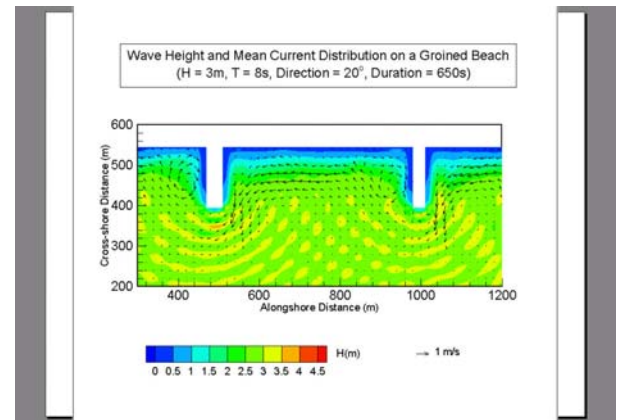 Wave Height and Mean Current Distribution on a Groined Beach
(H = 3m, T = 8s, Direction = 20°, Duration = 650s)
600
500
400
300
200
Cross-shore Distance (m)
400 600 800 1000 1200
Alongshore Distance (m)
H(m)
1 m/s
0 0.5 1 1.5 2 2.5 3 3.5 4 4.5